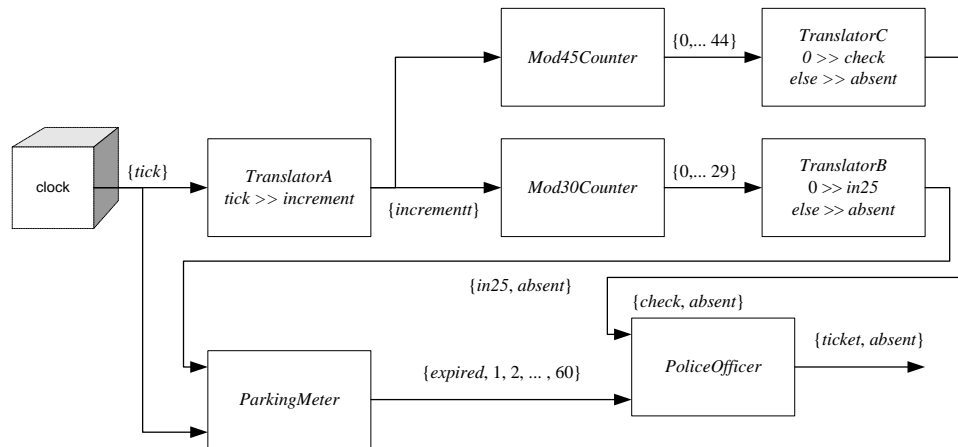 {0,... 44}
TranslatorC
0 >> check
else >> absent
Mod45Counter
clock
{tick}
TranslatorA
tick >> increment
{incrementt}
Mod30Counter
{0,... 29}
TranslatorB
0 >> in25
else >> absent
{in25, absent}
{check, absent}
ParkingMeter
{expired, 1, 2, ... , 60}
PoliceOfficer
{ticket, absent}